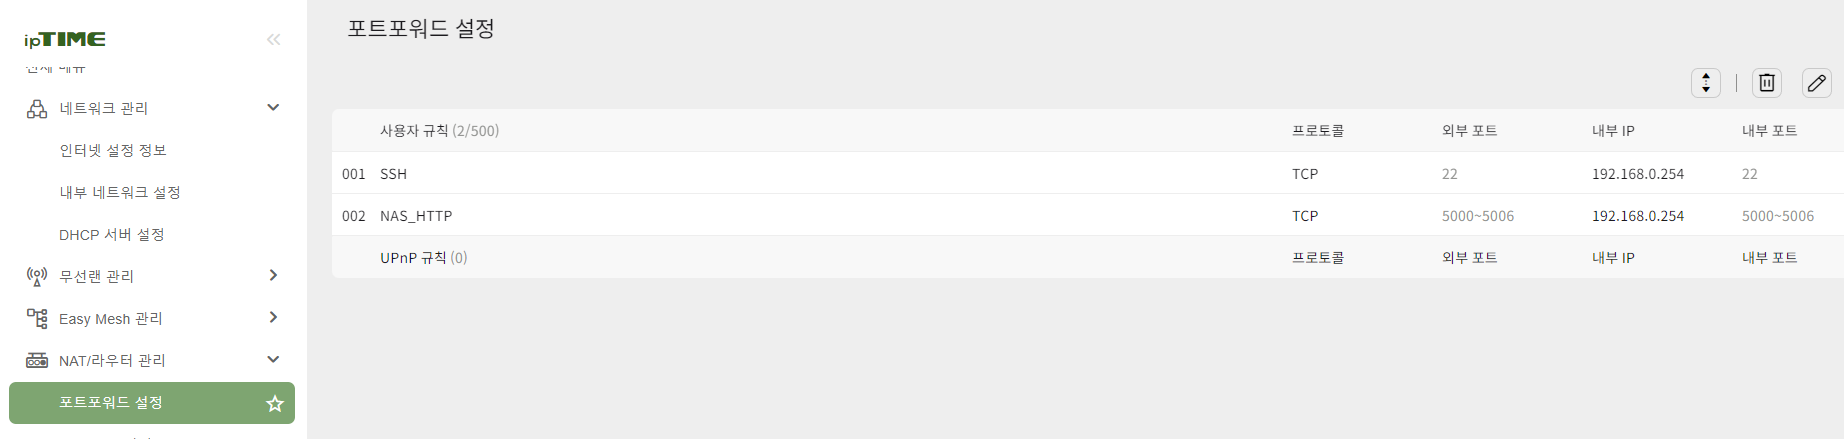 ipTIME
전체 메뉴
네트워크 관리
인터넷 설정 정보
내부 네트워크 설정
DHCP 서버 설정
무선랜 관리
Easy Mesh 관리
NAT/라우터 관리
포트포워드 설정
포트포워드 설정
사용자 규칙 (2/500) 프로토콜 외부 포트 내부 IP 내부 포트
001 SSH TCP 22 192.168.0.254 22
002 NAS_HTTP TCP 5000~5006 192.168.0.254 5000~5006
UPnP 규칙 (0) 프로토콜 외부 포트 내부 IP 내부 포트